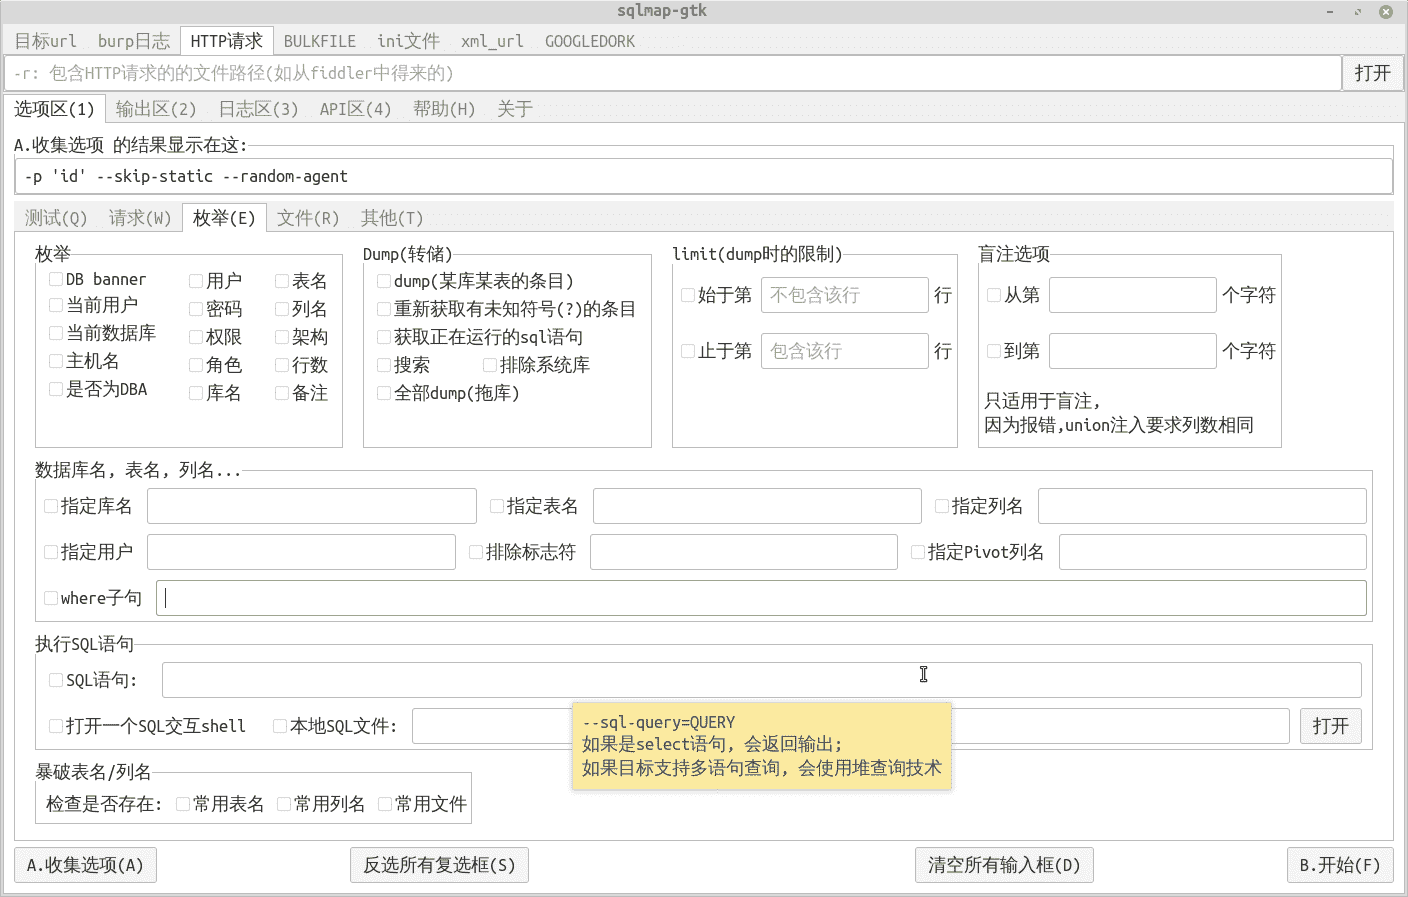 sqlmap-gtk
目标url burp日志 HTTP请求 BULKFILE ini文件 xml_url GOOGLEDORK
-r: 包含HTTP请求的的文件路径(如从fiddler中得来的) 打开
选项区(1) 输出区(2) 日志区(3) API区(4) 帮助(H) 关于
A.收集选项 的结果显示在这:
-p 'id' --skip-static --random-agent
测试(Q) 请求(W) 枚举(E) 文件(R) 其他(T)
枚举
DB banner 用户 表名
当前用户 密码 列名
当前数据库 权限 架构
主机名 角色 行数
是否为DBA 库名 备注
Dump(转储)
dump(某库某表的条目)
重新获取有未知符号(?)的条目
获取正在运行的sql语句
搜索 排除系统库
全部dump(拖库)
limit(dump时的限制)
始于第 不包含该行 行
止于第 包含该行 行
盲注选项
从第 个字符
到第 个字符
只适用于盲注,
因为报错,union注入要求列数相同
数据库名, 表名, 列名...
指定库名 指定表名 指定列名
指定用户 排除标志符 指定Pivot列名
where子句
执行SQL语句
SQL语句:
打开一个SQL交互shell 本地SQL文件: 打开
--sql-query=QUERY
如果是select语句, 会返回输出;
如果目标支持多语句查询, 会使用堆查询技术
暴破表名/列名
检查是否存在: 常用表名 常用列名 常用文件
A.收集选项(A) 反选所有复选框(S) 清空所有输入框(D) B.开始(F)